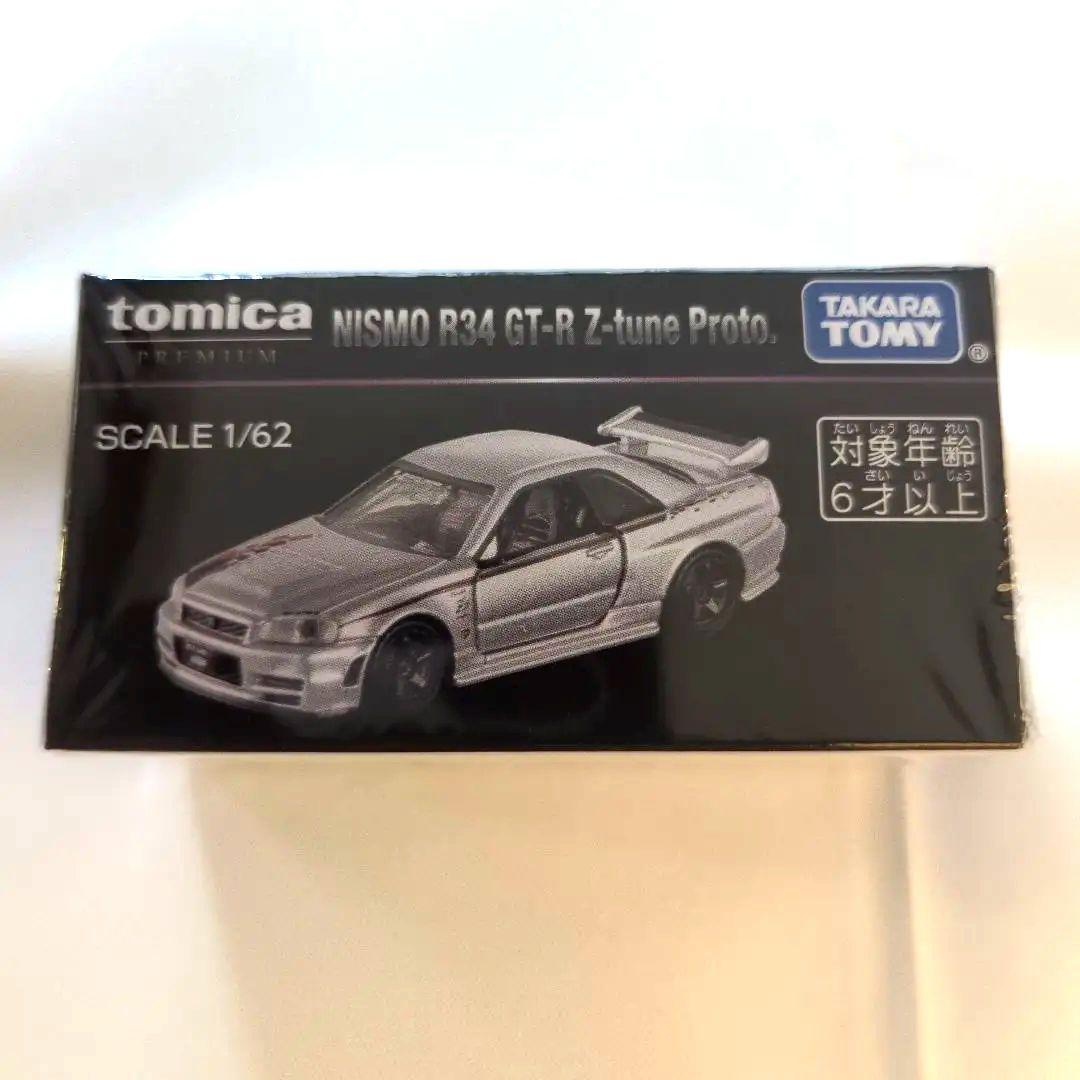 tomica
PREMIUM
NISMO R34 GT-R Z-tune Proto.
TAKARA
TOMY
®
SCALE 1/62
たい しょう ねん れい
対象年齢
さい い じょう
6才以上